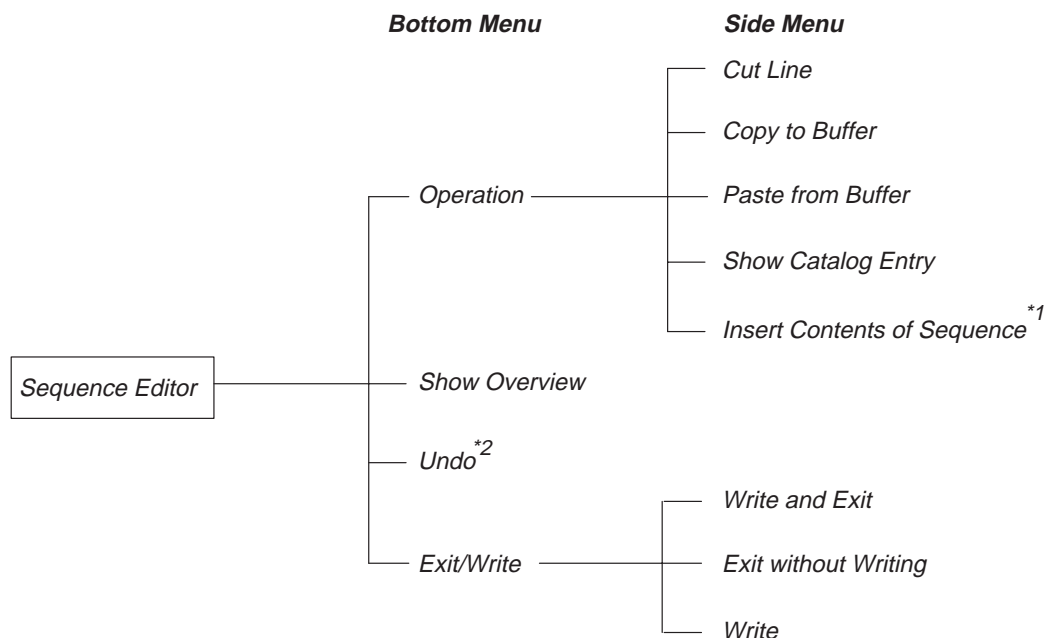 Bottom Menu Side Menu
Cut Line
Copy to Buffer
Operation Paste from Buffer
Show Catalog Entry
Insert Contents of Sequence*1
Sequence Editor Show Overview
Undo*2
Write and Exit
Exit/Write Exit without Writing
Write